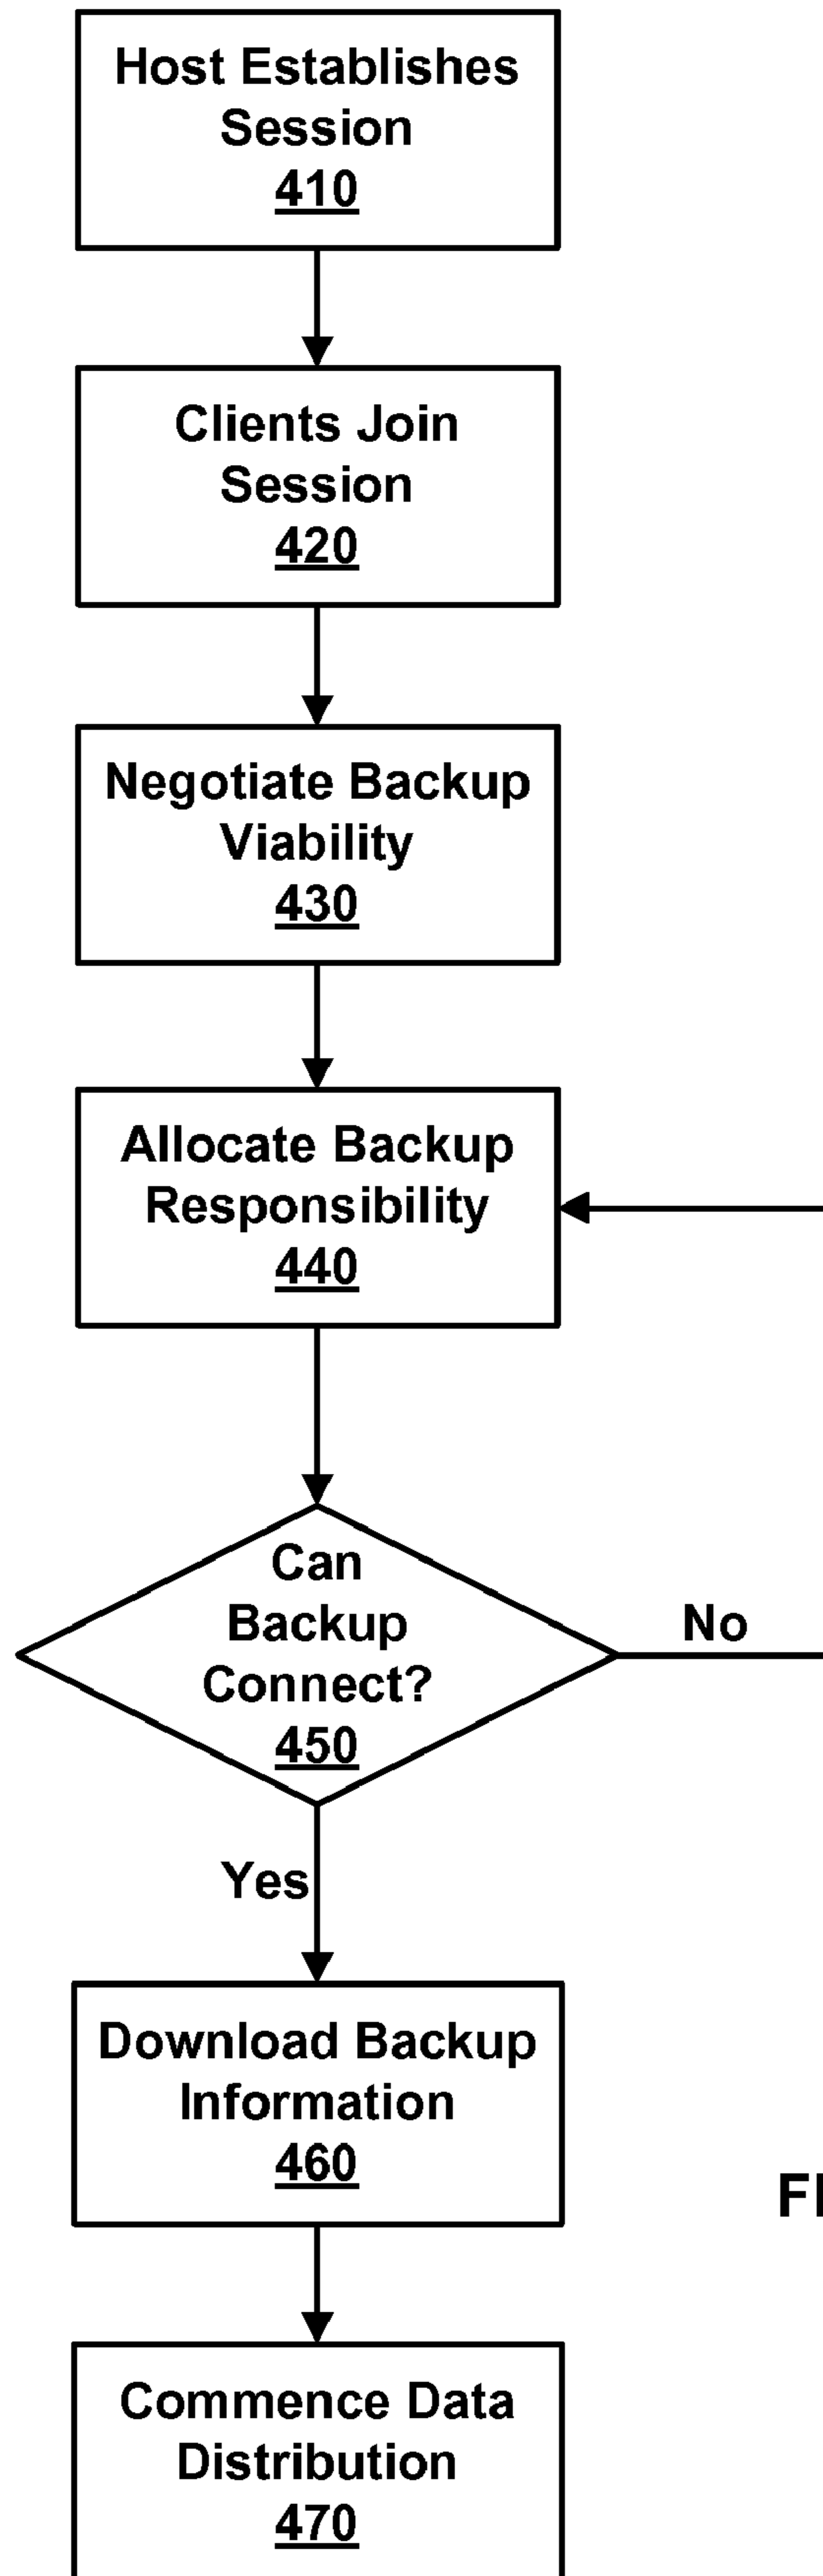 Host Establishes
Session
410
Clients Join
Session
420
Negotiate Backup
Viability
430
Allocate Backup
Responsibility
440
Can
Backup
Connect?
450
No
Yes
Download Backup
Information
460
Commence Data
Distribution
470